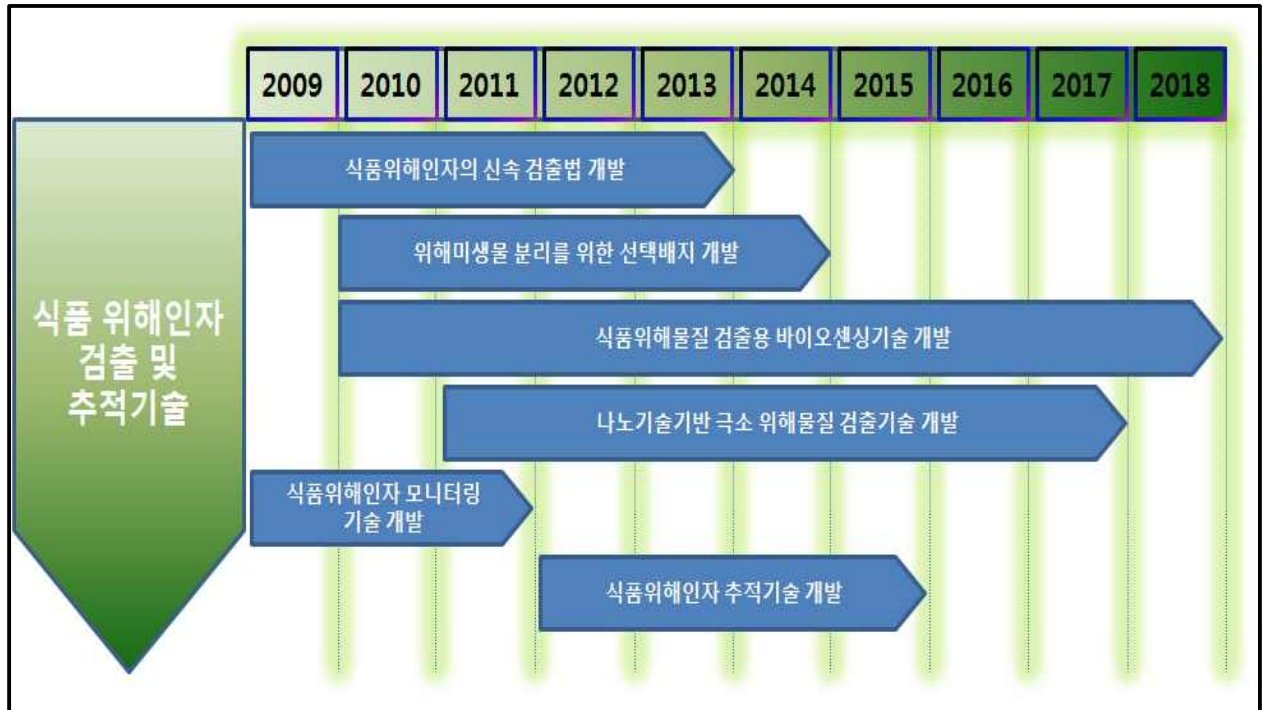 2009 2010 2011 2012 2013 2014 2015 2016 2017 2018
식품 위해인자
검출 및
추적기술
식품위해인자의 신속 검출법 개발
위해미생물 분리를 위한 선택배지 개발
식품위해물질 검출용 바이오센싱기술 개발
나노기술기반 극소 위해물질 검출기술 개발
식품위해인자 모니터링
기술 개발
식품위해인자 추적기술 개발